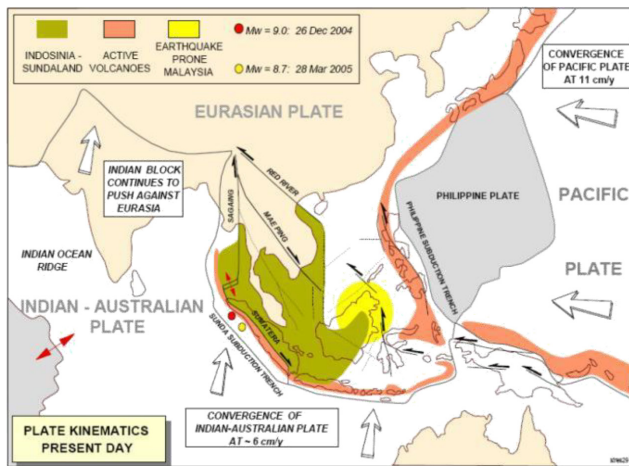 INDOSINIA -
SUNDALAND
ACTIVE
VOLCANOES
EARTHQUAKE
PRONE
MALAYSIA
Mw = 9.0: 26 Dec 2004
Mw = 8.7: 28 Mar 2005
CONVERGENCE
OF PACIFIC PLATE
AT 11 cm/y
EURASIAN PLATE
INDIAN BLOCK
CONTINUES TO
PUSH AGAINST
EURASIA
RED RIVER
SAGAING
MAE PING
PHILIPPINE PLATE
PACIFIC
PLATE
PHILIPPINE SUBDUCTION
TRENCH
INDIAN OCEAN
RIDGE
INDIAN - AUSTRALIAN
PLATE
SUMATERA
SUNDA SUBDUCTION TRENCH
CONVERGENCE OF
INDIAN-AUSTRALIAN PLATE
AT ~ 6 cm/y
PLATE KINEMATICS
PRESENT DAY